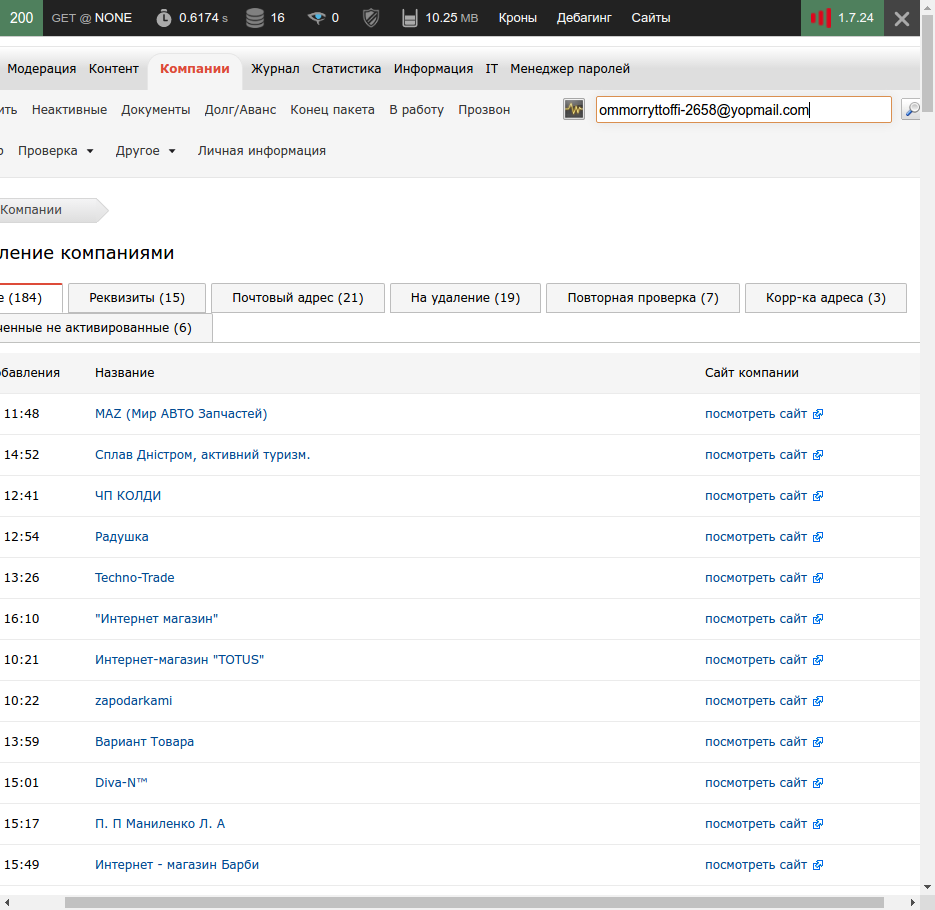 200 GET @ NONE 0.6174 s 16 0 10.25 MB Кроны Дебагинг Сайты 1.7.24
Модерация Контент Компании Журнал Статистика Информация IT Менеджер паролей
ить Неактивные Документы Долг/Аванс Конец пакета В работу Прозвон ommorryttoffi-2658@yopmail.com
Проверка Другое Личная информация
Компании
ление компаниями
е (184) Реквизиты (15) Почтовый адрес (21) На удаление (19) Повторная проверка (7) Корр-ка адреса (3)
ченные не активированные (6)
бавления Название Сайт компании
11:48 MAZ (Мир АВТО Запчастей) посмотреть сайт
14:52 Сплав Дністром, активний туризм. посмотреть сайт
12:41 ЧП КОЛДИ посмотреть сайт
12:54 Радушка посмотреть сайт
13:26 Techno-Trade посмотреть сайт
16:10 "Интернет магазин" посмотреть сайт
10:21 Интернет-магазин "TOTUS" посмотреть сайт
10:22 zapodarkami посмотреть сайт
13:59 Вариант Товара посмотреть сайт
15:01 Diva-N™ посмотреть сайт
15:17 П. П Маниленко Л. А посмотреть сайт
15:49 Интернет - магазин Барби посмотреть сайт